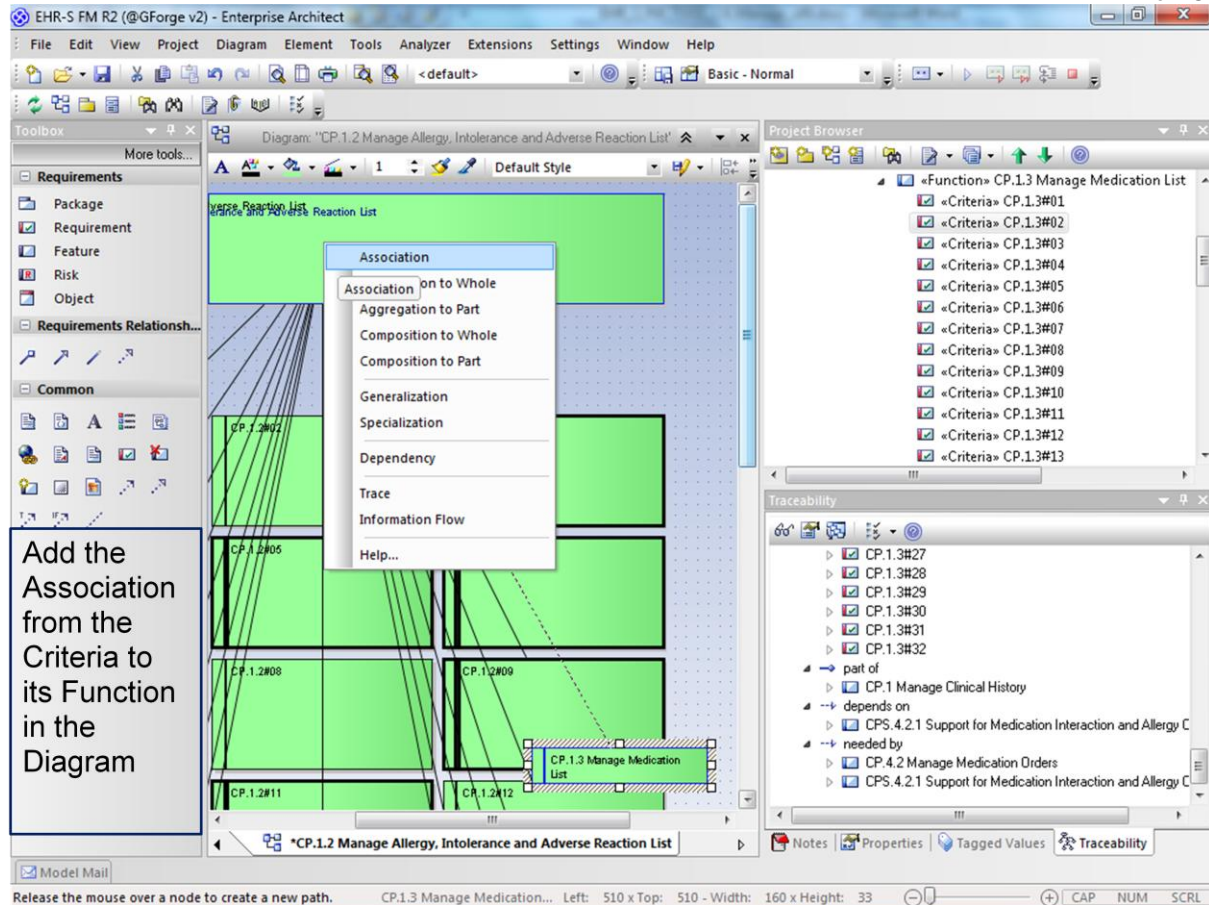 EHR-S FM R2 (@GForge v2) - Enterprise Architect
File Edit View Project Diagram Element Tools Analyzer Extensions Settings Window Help
<default>
Basic - Normal
Toolbox
More tools...
Requirements
Package
Requirement
Feature
Risk
Object
Requirements Relationsh...
Common
Add the
Association
from the
Criteria to
its Function
in the
Diagram
Diagram: "CP.1.2 Manage Allergy, Intolerance and Adverse Reaction List"
1 Default Style
verse Reaction List
erance and Adverse Reaction List
Association
on to Whole
Association
Aggregation to Part
Composition to Whole
Composition to Part
Generalization
Specialization
Dependency
Trace
Information Flow
Help...
CP.1.2#02
CP.1.2#05
CP.1.2#08
CP.1.2#09
CP.1.3 Manage Medication
List
CP.1.2#11
CP.1.2#12
*CP.1.2 Manage Allergy, Intolerance and Adverse Reaction List
Project Browser
«Function» CP.1.3 Manage Medication List
«Criteria» CP.1.3#01
«Criteria» CP.1.3#02
«Criteria» CP.1.3#03
«Criteria» CP.1.3#04
«Criteria» CP.1.3#05
«Criteria» CP.1.3#06
«Criteria» CP.1.3#07
«Criteria» CP.1.3#08
«Criteria» CP.1.3#09
«Criteria» CP.1.3#10
«Criteria» CP.1.3#11
«Criteria» CP.1.3#12
«Criteria» CP.1.3#13
Traceability
CP.1.3#27
CP.1.3#28
CP.1.3#29
CP.1.3#30
CP.1.3#31
CP.1.3#32
part of
CP.1 Manage Clinical History
depends on
CPS.4.2.1 Support for Medication Interaction and Allergy C
needed by
CP.4.2 Manage Medication Orders
CPS.4.2.1 Support for Medication Interaction and Allergy C
Notes Properties Tagged Values Traceability
Model Mail
Release the mouse over a node to create a new path. CP.1.3 Manage Medication... Left: 510 x Top: 510 - Width: 160 x Height: 33 CAP NUM SCRL